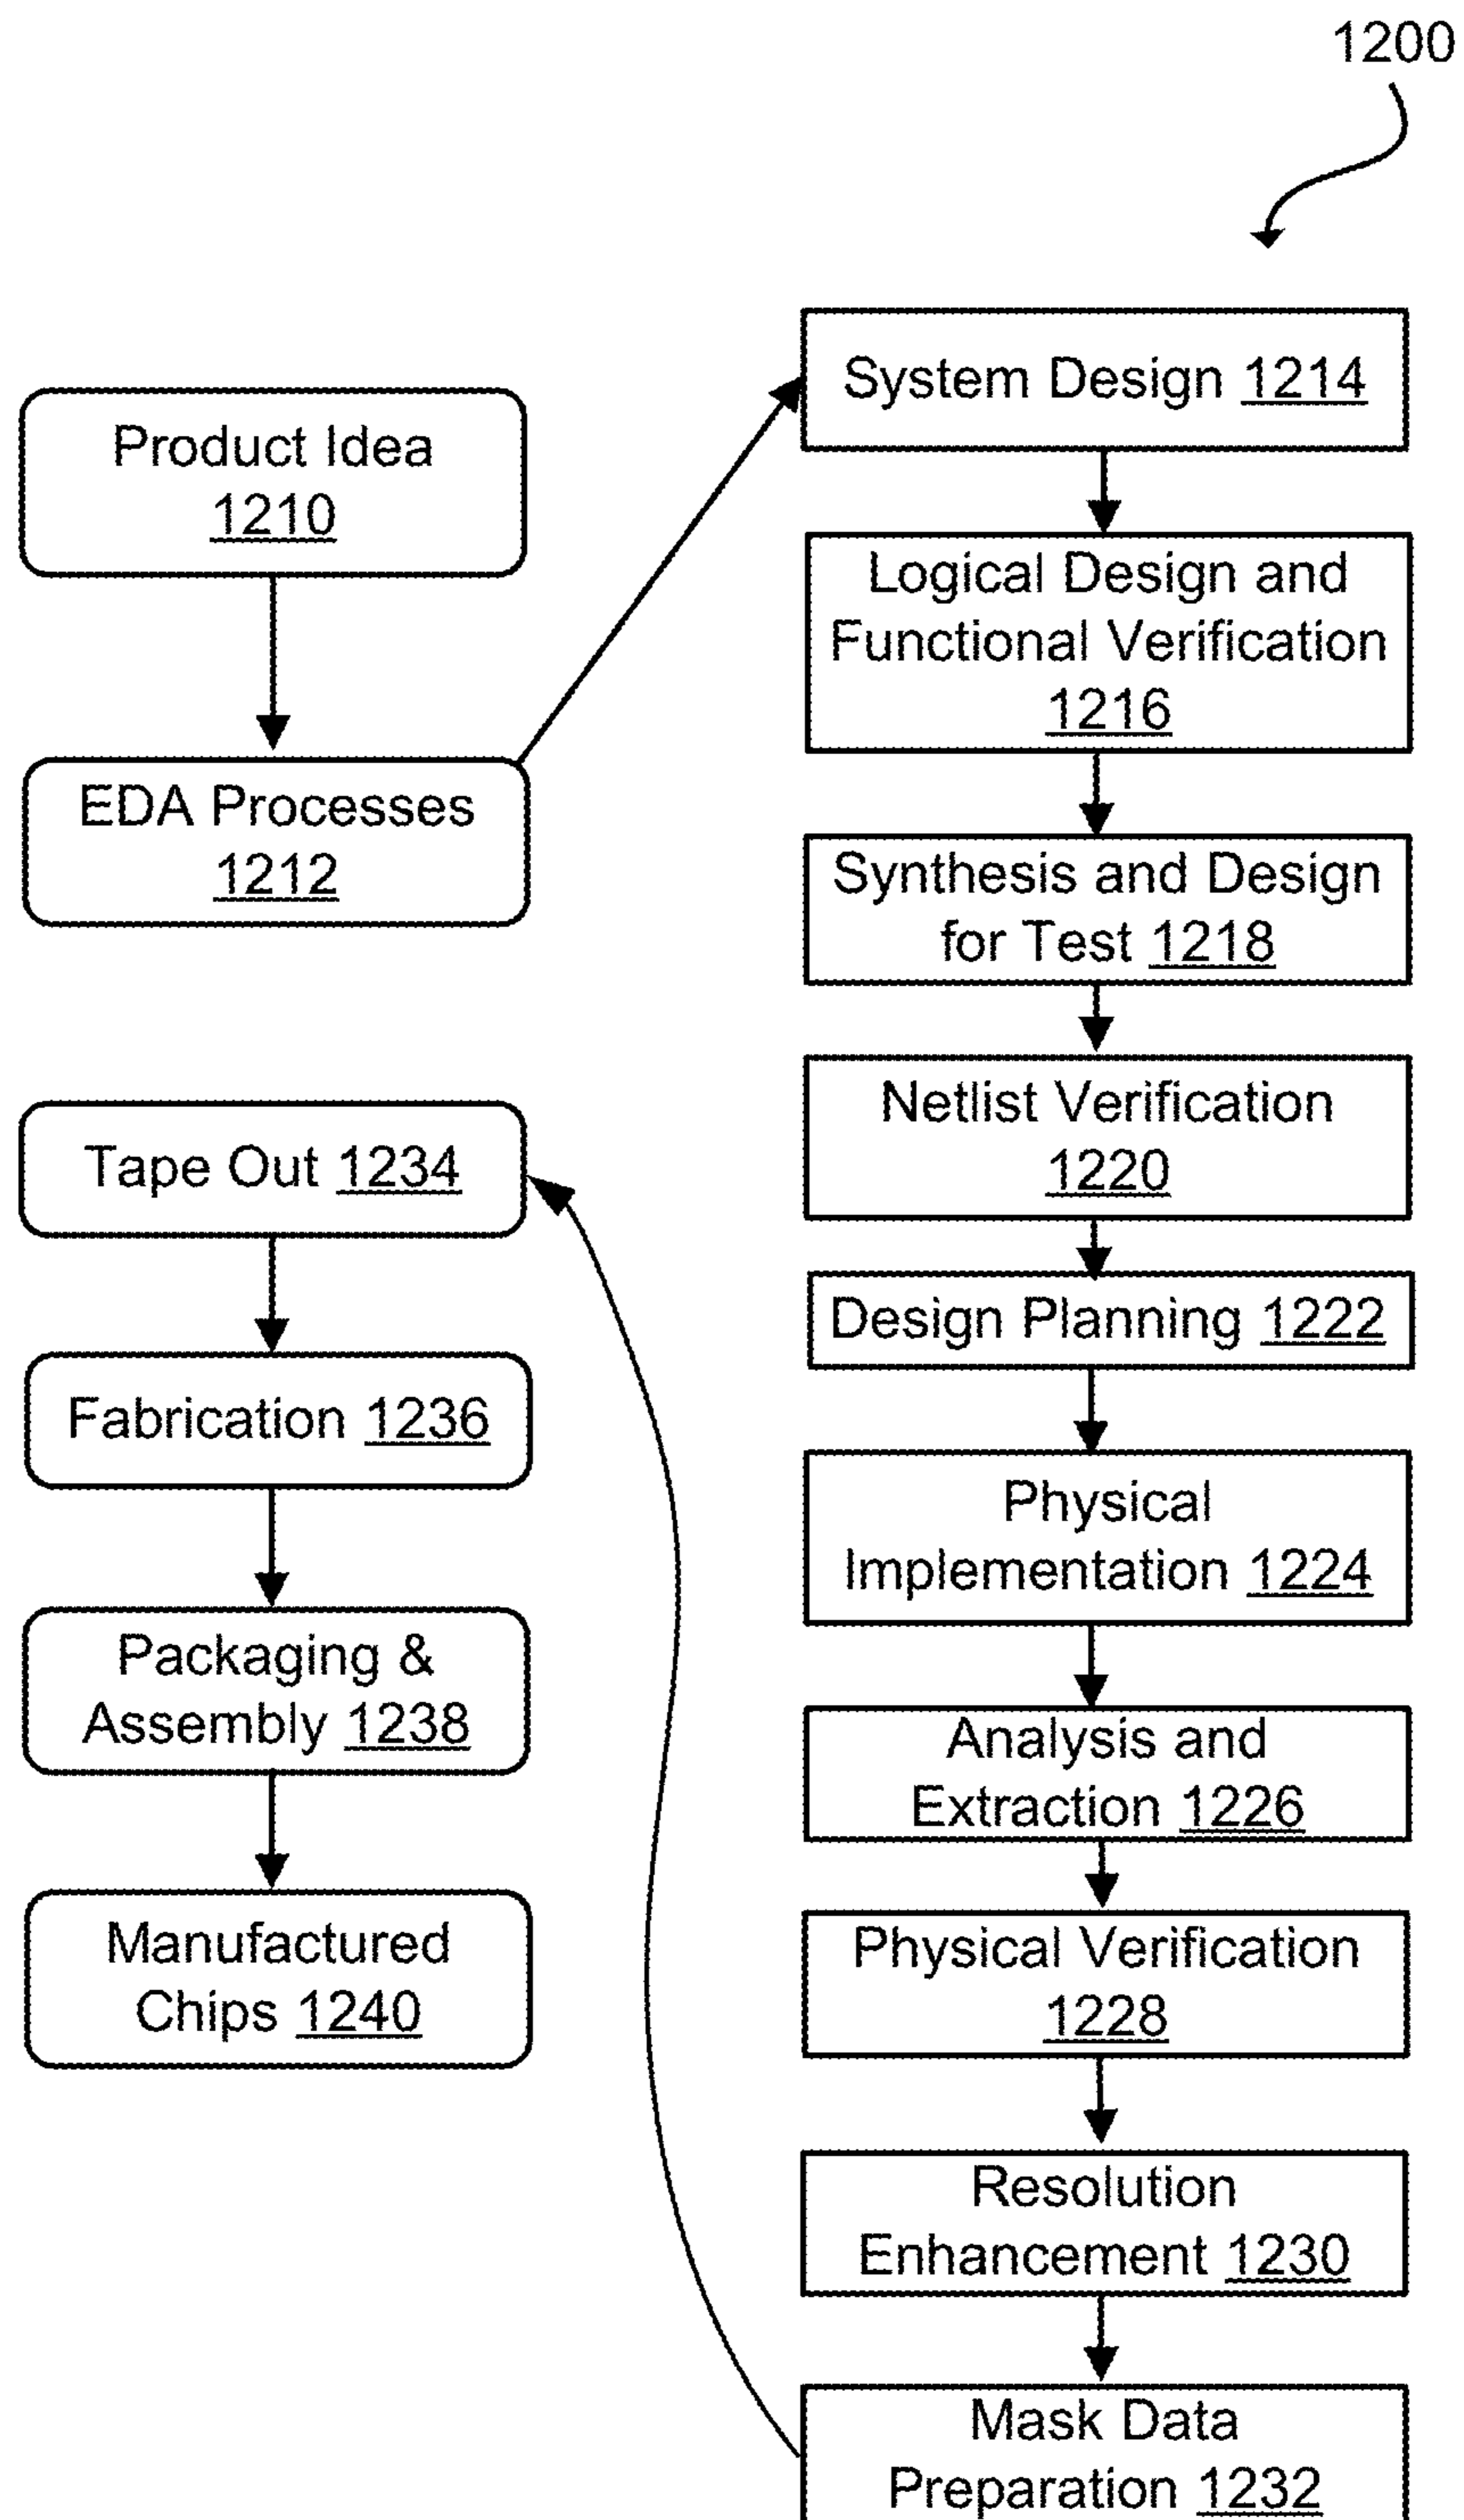 1200
Product Idea
1210
EDA Processes
1212
System Design 1214
Logical Design and
Functional Verification
1216
Synthesis and Design
for Test 1218
Netlist Verification
1220
Design Planning 1222
Physical
Implementation 1224
Analysis and
Extraction 1226
Physical Verification
1228
Resolution
Enhancement 1230
Mask Data
Preparation 1232
Tape Out 1234
Fabrication 1236
Packaging &
Assembly 1238
Manufactured
Chips 1240